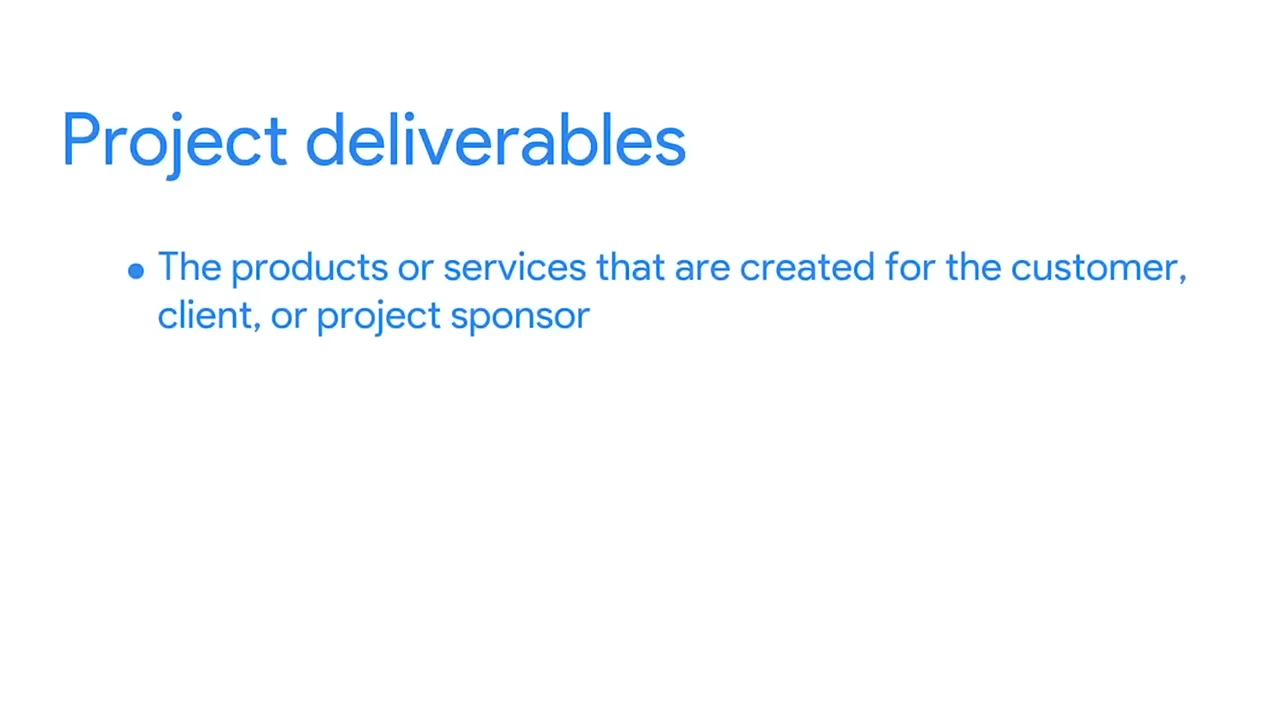 Project deliverables
• The products or services that are created for the customer,
client, or project sponsor